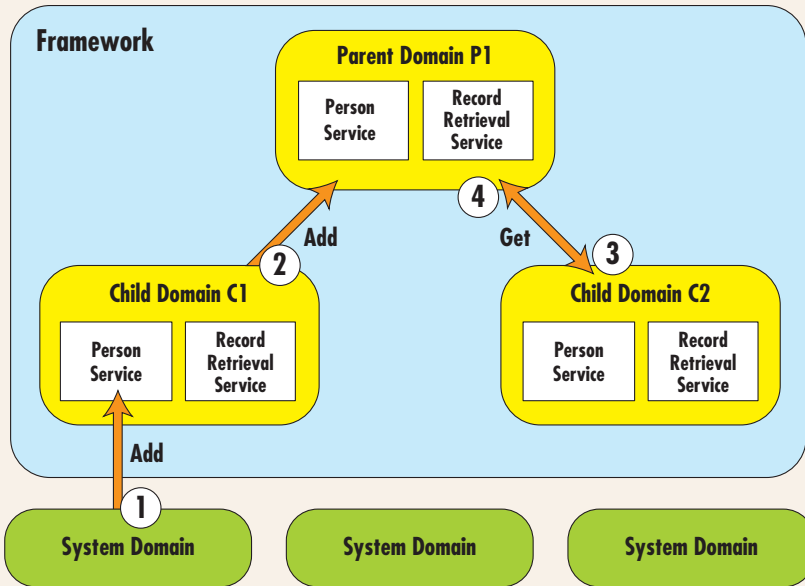 Framework
Parent Domain P1
Person
Service
Record
Retrieval
Service
4
Add
Get
2
3
Child Domain C1
Person
Service
Record
Retrieval
Service
Child Domain C2
Person
Service
Record
Retrieval
Service
Add
1
System Domain
System Domain
System Domain